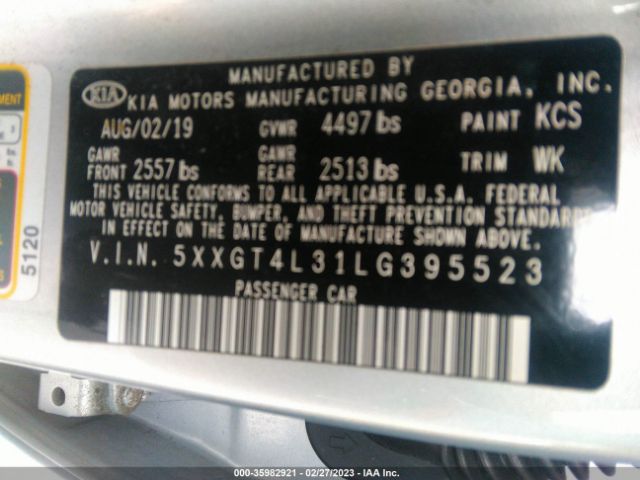 MANUFACTURED BY
KIA KIA MOTORS MANUFACTURING GEORGIA, INC.
AUG/02/19 GVWR 4497 lbs PAINT KCS
GAWR FRONT 2557 lbs GAWR REAR 2513 lbs TRIM WK
THIS VEHICLE CONFORMS TO ALL APPLICABLE U.S.A. FEDERAL
MOTOR VEHICLE SAFETY, BUMPER, AND THEFT PREVENTION STANDARDS
IN EFFECT ON THE DATE OF MANUFACTURE SHOWN ABOVE.
V.I.N. 5XXGT4L31LG395523
PASSENGER CAR
5120
000-35982921 - 02/27/2023 - IAA Inc.